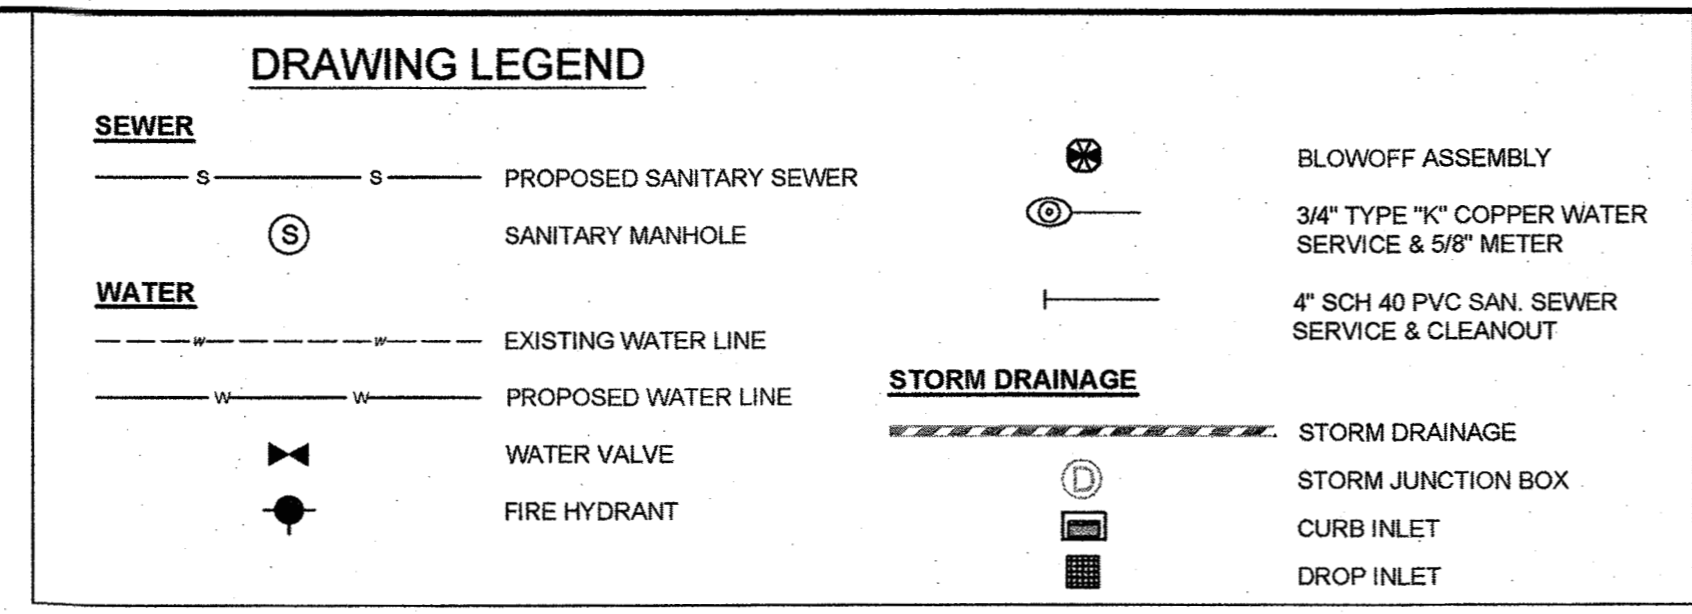 DRAWING LEGEND
SEWER
S S PROPOSED SANITARY SEWER
S SANITARY MANHOLE
WATER
W W EXISTING WATER LINE
W W PROPOSED WATER LINE
WATER VALVE
FIRE HYDRANT
BLOWOFF ASSEMBLY
3/4" TYPE "K" COPPER WATER
SERVICE & 5/8" METER
4" SCH 40 PVC SAN. SEWER
SERVICE & CLEANOUT
STORM DRAINAGE
STORM DRAINAGE
D STORM JUNCTION BOX
CURB INLET
DROP INLET